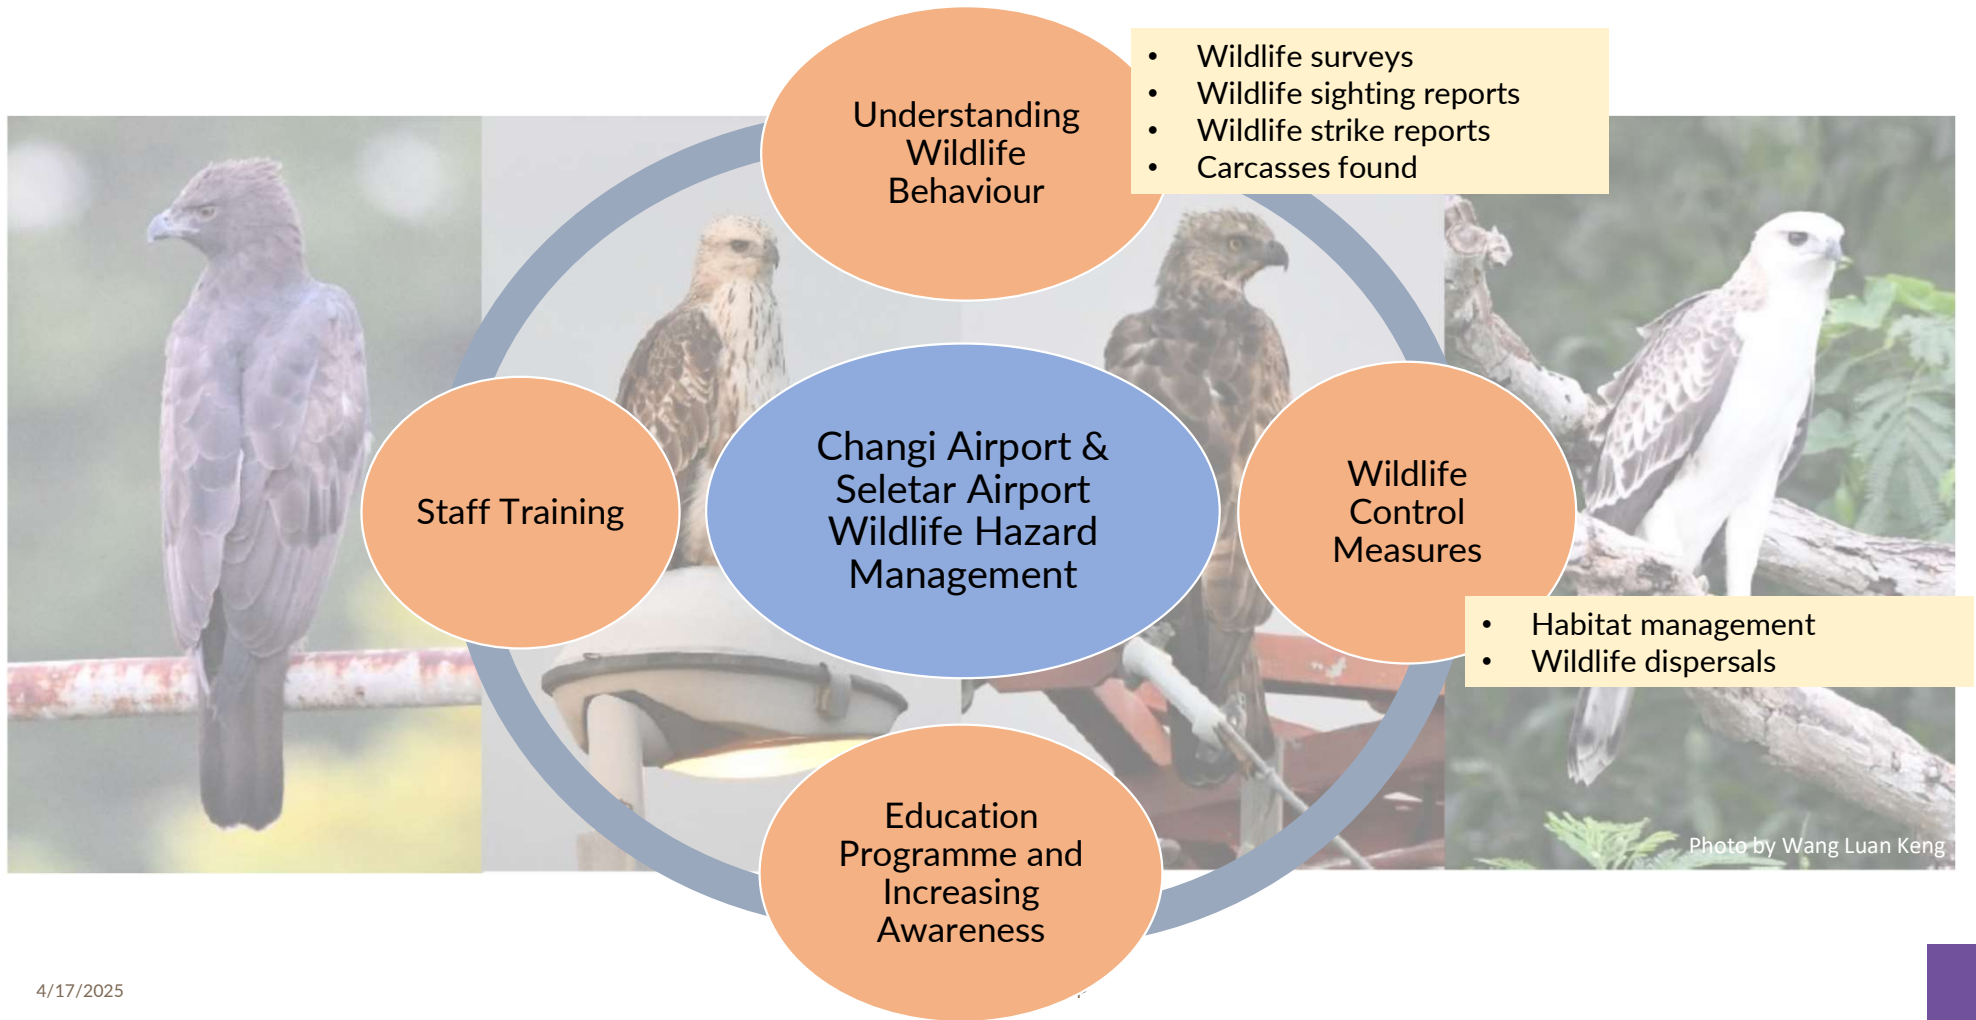 Understanding
Wildlife
Behaviour
• Wildlife surveys
• Wildlife sighting reports
• Wildlife strike reports
• Carcasses found
Staff Training
Changi Airport &
Seletar Airport
Wildlife Hazard
Management
Wildlife
Control
Measures
• Habitat management
• Wildlife dispersals
Education
Programme and
Increasing
Awareness
Photo by Wang Luan Keng
4/17/2025